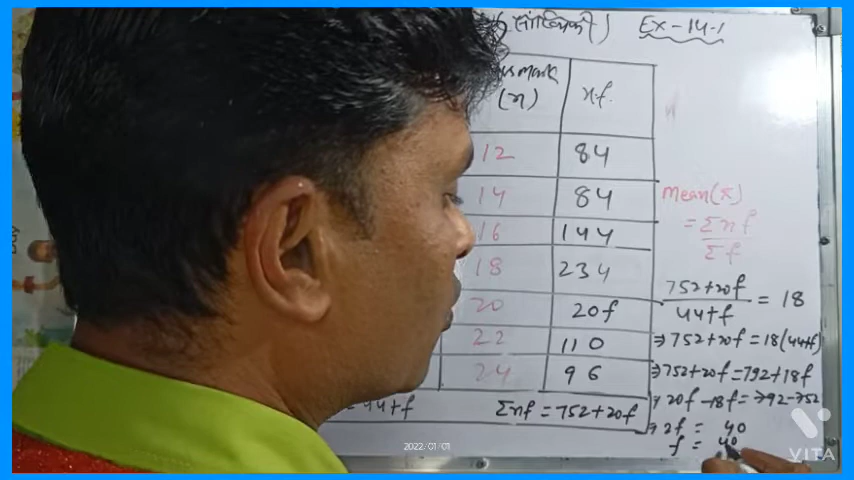 (सांख्यिकी) Ex-14.1
mark xf.
(x)
12 84
14 84
16 144
18 234
20 20f
22 110
24 96
44+f Σxf = 752+20f
Mean(x̄)
= Σxf
Σf
752+20f
44+f = 18
⇒ 752+20f = 18(44+f)
⇒ 752+20f = 792+18f
20f -18f = 792-752
⇒ 2f = 40
f = 40
2022/01/01
VITA